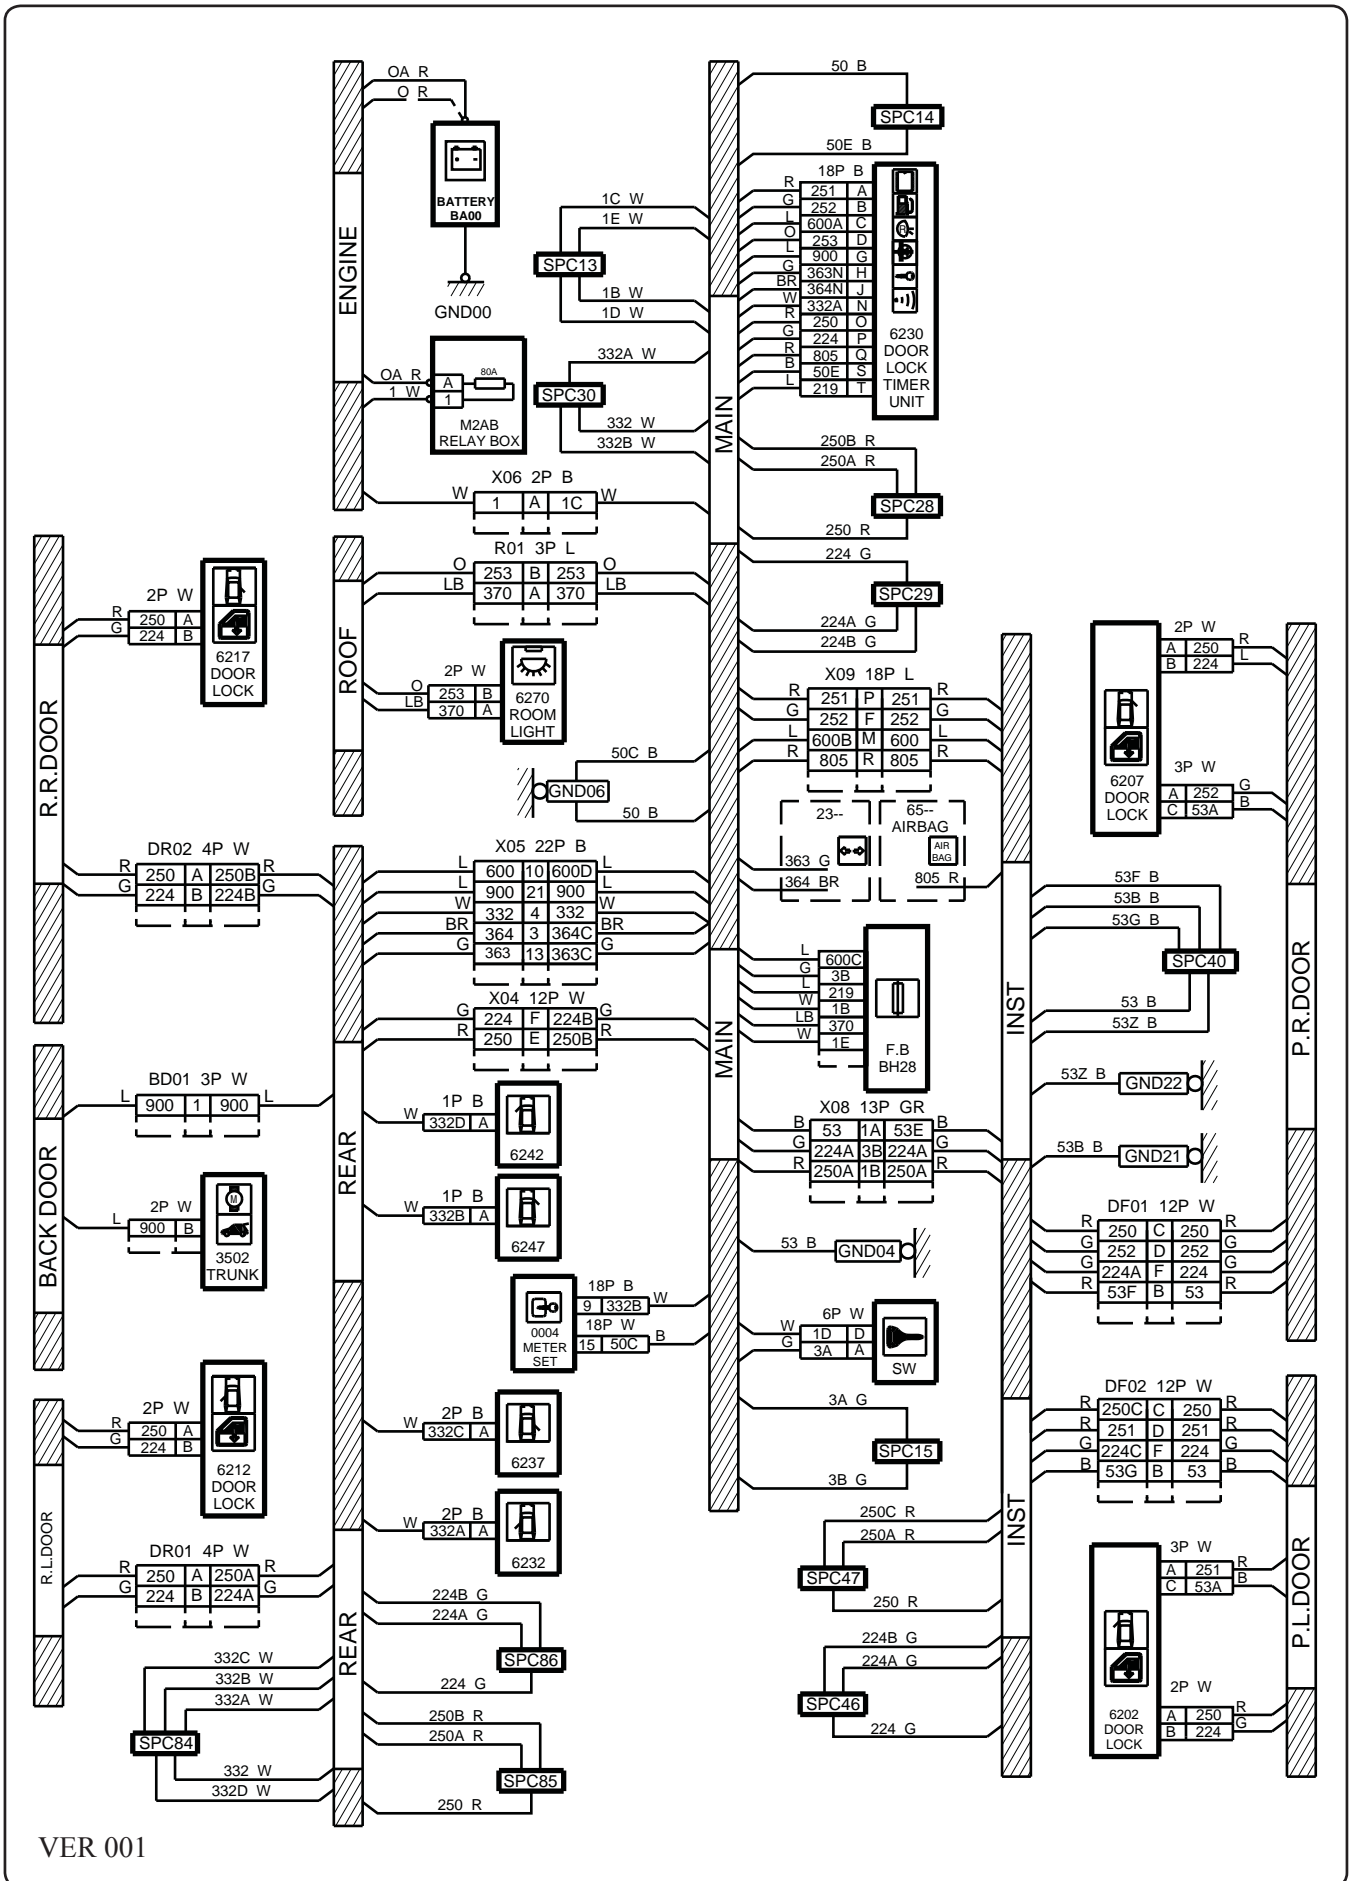 OA R
O R
BATTERY
BA00
GND00
ENGINE
OA R
1 W
A
1
80A
M2AB
RELAY BOX
1C W
1E W
SPC13
1B W
1D W
332A W
SPC30
332 W
332B W
X06 2P B
W 1 A 1C W
MAIN
50 B
SPC14
50E B
18P B
R 251 A
G 252 B
L 600A C
O 253 D
L 900 G
G 363N H
BR 364N J
W 332A N
R 250 O
G 224 P
R 805 Q
B 50E S
L 219 T
R
M
6230
DOOR
LOCK
TIMER
UNIT
250B R
250A R
SPC28
250 R
224 G
SPC29
224A G
224B G
R.R.DOOR
2P W
R 250 A
G 224 B
6217
DOOR
LOCK
DR02 4P W
R 250 A 250B R
G 224 B 224B G
ROOF
R01 3P L
O 253 B 253 O
LB 370 A 370 LB
2P W
O 253 B
LB 370 A
6270
ROOM
LIGHT
50C B
GND06
50 B
X09 18P L
R 251 P 251 R
G 252 F 252 G
L 600B M 600 L
R 805 R 805 R
23--
363 G
364 BR
65--
AIRBAG
AIR
BAG
805 R
X05 22P B
L 600 10 600D L
L 900 21 900 L
W 332 4 332 W
BR 364 3 364C BR
G 363 13 363C G
X04 12P W
G 224 F 224B G
R 250 E 250B R
MAIN
L 600C
G 3B
L 219
W 1B
LB 370
W 1E
F.B
BH28
X08 13P GR
B 53 1A 53E B
G 224A 3B 224A G
R 250A 1B 250A R
53 B
GND04
6P W
W 1D D
G 3A A
SW
3A G
SPC15
3B G
BACK DOOR
BD01 3P W
L 900 1 900 L
2P W
L 900 B
M
3502
TRUNK
REAR
1P B
W 332D A
6242
1P B
W 332B A
6247
0004
METER
SET
18P B
9 332B W
18P W
15 50C B
2P B
W 332C A
6237
2P B
W 332A A
6232
R.L.DOOR
2P W
R 250 A
G 224 B
6212
DOOR
LOCK
DR01 4P W
R 250 A 250A R
G 224 B 224A G
332C W
332B W
332A W
SPC84
332 W
332D W
REAR
224B G
224A G
SPC86
224 G
250B R
250A R
SPC85
250 R
INST
P.R.DOOR
2P W
A 250 R
B 224 L
6207
DOOR
LOCK
3P W
A 252 G
C 53A B
53F B
53B B
53G B
SPC40
53 B
53Z B
53Z B
GND22
53B B
GND21
DF01 12P W
R 250 C 250 R
G 252 D 252 G
G 224A F 224 G
R 53F B 53 R
INST
P.L.DOOR
DF02 12P W
R 250C C 250 R
R 251 D 251 R
G 224C F 224 G
B 53G B 53 B
250C R
250A R
SPC47
250 R
224B G
224A G
SPC46
224 G
3P W
A 251 R
C 53A B
2P W
A 250 R
B 224 G
6202
DOOR
LOCK
VER 001